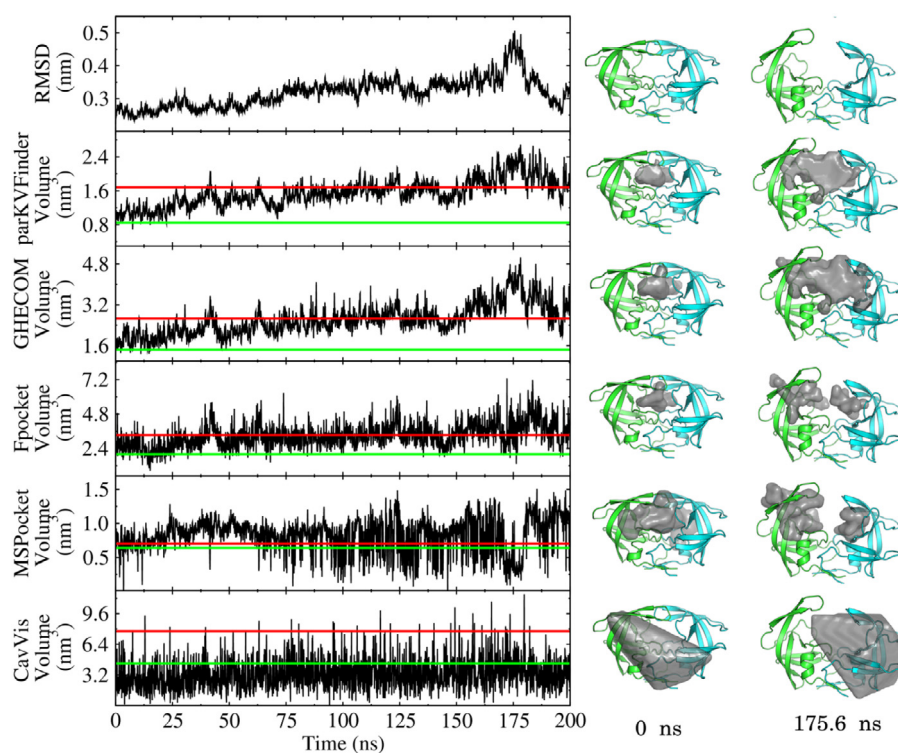 RMSD
(nm)
0.5
0.4
0.3
parKVFinder
Volume
(nm³)
2.4
1.6
0.8
GHECOM
Volume
(nm³)
4.8
3.2
1.6
Fpocket
Volume
(nm³)
7.2
4.8
2.4
MSPocket
Volume
(nm³)
1.5
1.0
0.5
CavVis
Volume
(nm³)
9.6
6.4
3.2
0 25 50 75 100 125 150 175 200
Time (ns)
0 ns
175.6 ns